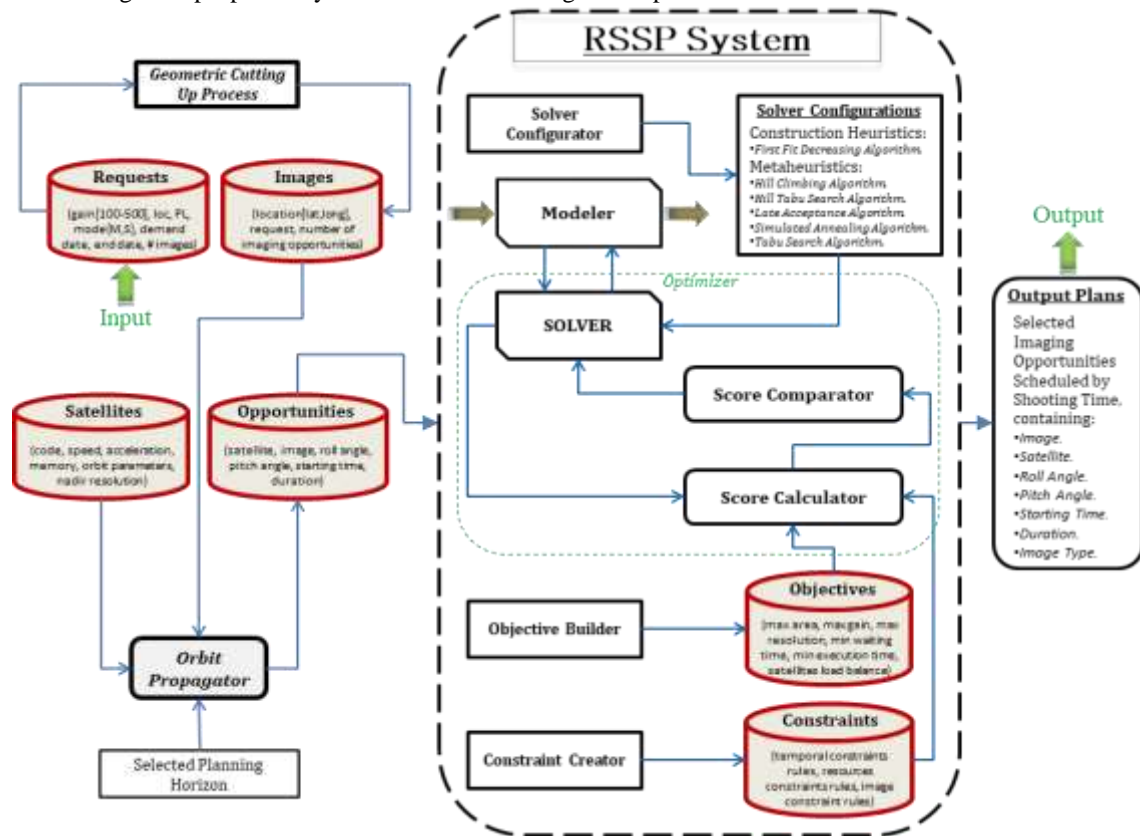 RSSP System
Geometric Cutting
Up Process
Requests
(gain[100-500], loc, PL,
mode(M,S), demand
date, end date, # images)
Input
Images
(location[lat,long],
request, number of
imaging opportunities)
Satellites
(code, speed, acceleration,
memory, orbit parameters,
nadir resolution)
Opportunities
(satellite, image, roll angle,
pitch angle, starting time,
duration)
Orbit
Propagator
Selected Planning
Horizon
Solver
Configurator
Solver Configurations
Construction Heuristics:
•First Fit Decreasing Algorithm.
Metaheuristics:
•Hill Climbing Algorithm.
•Hill Tabu Search Algorithm.
•Late Acceptance Algorithm.
•Simulated Annealing Algorithm.
•Tabu Search Algorithm.
Modeler
Optimizer
SOLVER
Score Comparator
Score Calculator
Objective Builder
Objectives
(max area, max gain, max
resolution, min waiting
time, min execution time,
satellites load balance)
Constraint Creator
Constraints
(temporal constraints
rules, resources
constraints rules, image
constraint rules)
Output
Output Plans
Selected
Imaging
Opportunities
Scheduled by
Shooting Time,
containing:
•Image.
•Satellite.
•Roll Angle.
•Pitch Angle.
•Starting Time.
•Duration.
•Image Type.